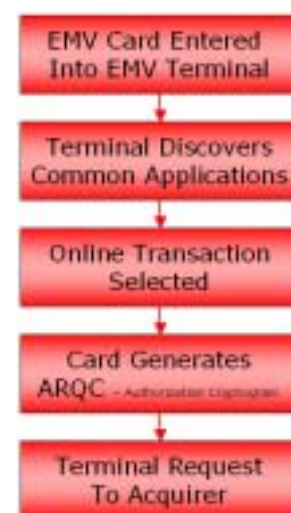 EMV Card Entered
Into EMV Terminal
Terminal Discovers
Common Applications
Online Transaction
Selected
Card Generates
ARQC – Authorization Cryptogram
Terminal Request
To Acquirer